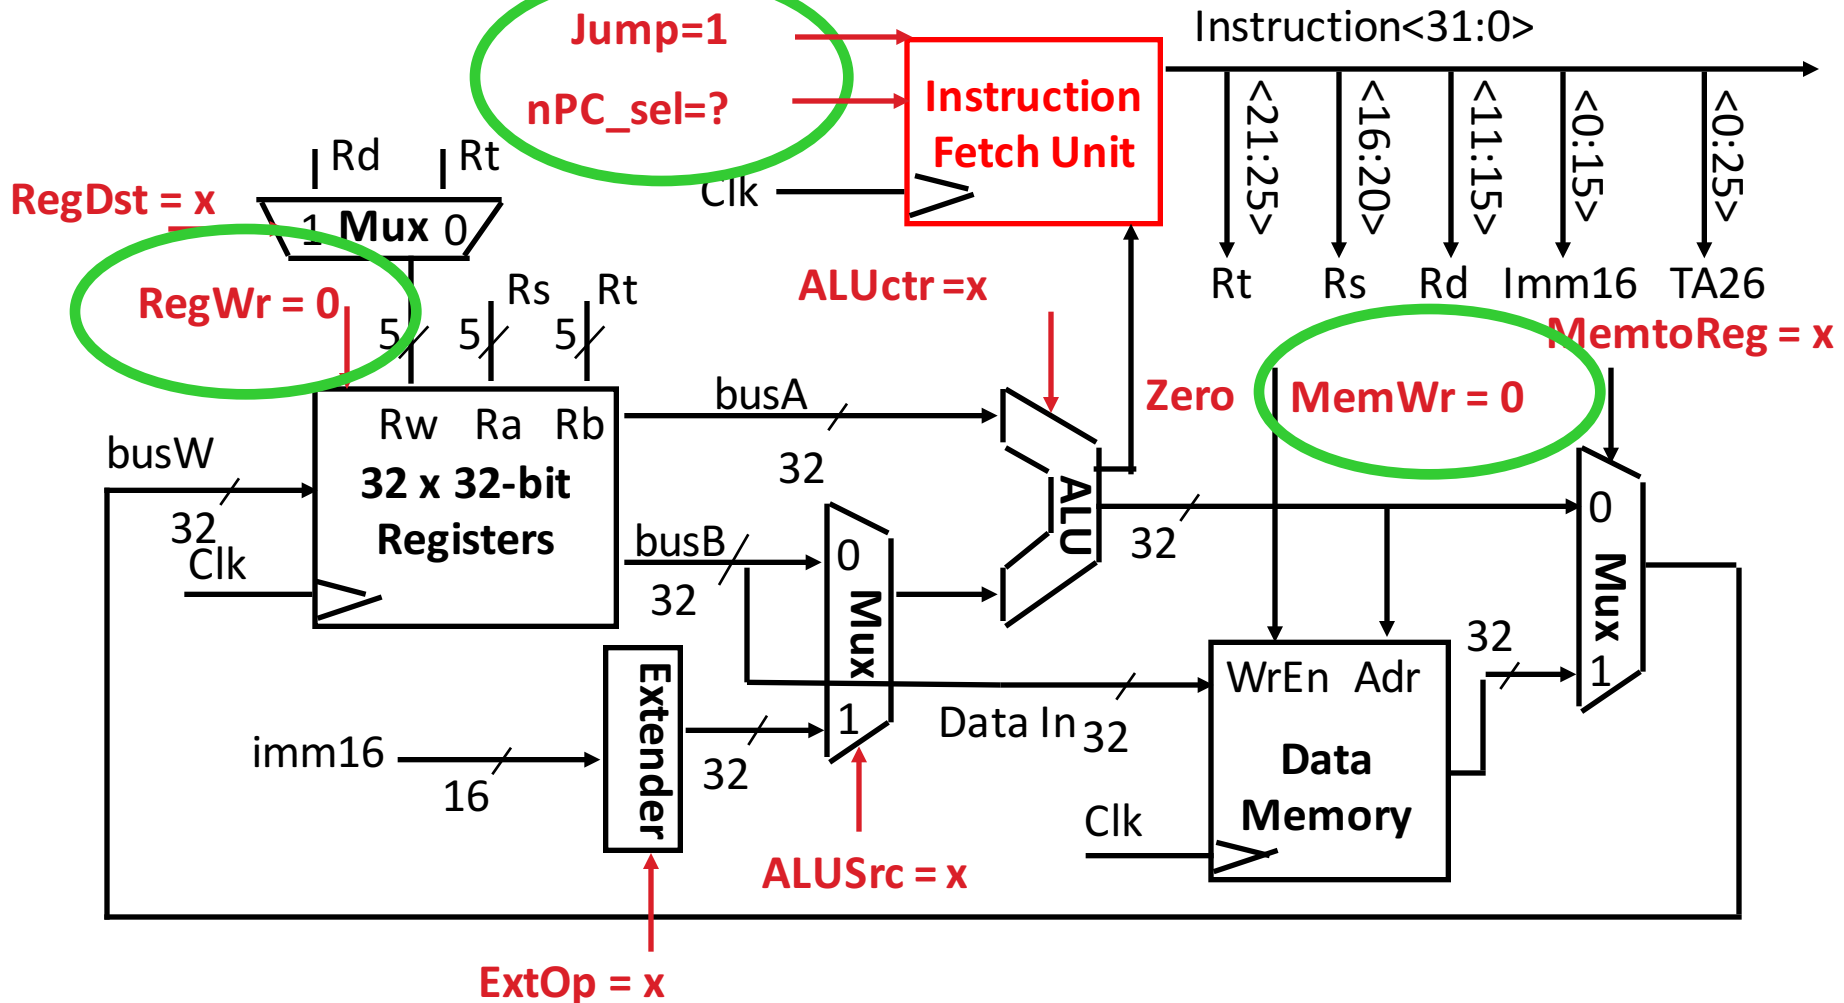 Jump=1
Instruction<31:0>
nPC_sel=?
Instruction
Fetch Unit
<21:25>
<16:20>
<11:15>
<0:15>
<0:25>
Rd
Rt
Clk
RegDst = x
1 Mux 0
Rt
Rs
Rd
Imm16
TA26
RegWr = 0
Rs
Rt
ALUctr =x
MemtoReg = x
5
5
5
busA
Zero
MemWr = 0
Rw Ra Rb
busW
32
32 x 32-bit
Registers
32
ALU
0
Clk
busB
0
32
32
Mux
Mux
32
1
WrEn Adr
Extender
1
Data In
32
imm16
16
32
Data
Memory
Clk
ALUSrc = x
ExtOp = x